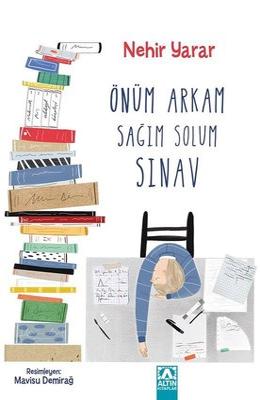 Nehir Yarar
ÖNÜM ARKAM
SAĞIM SOLUM
SINAV
Resimleyen:
Mavisu Demirağ
ALTIN
KİTAPLAR